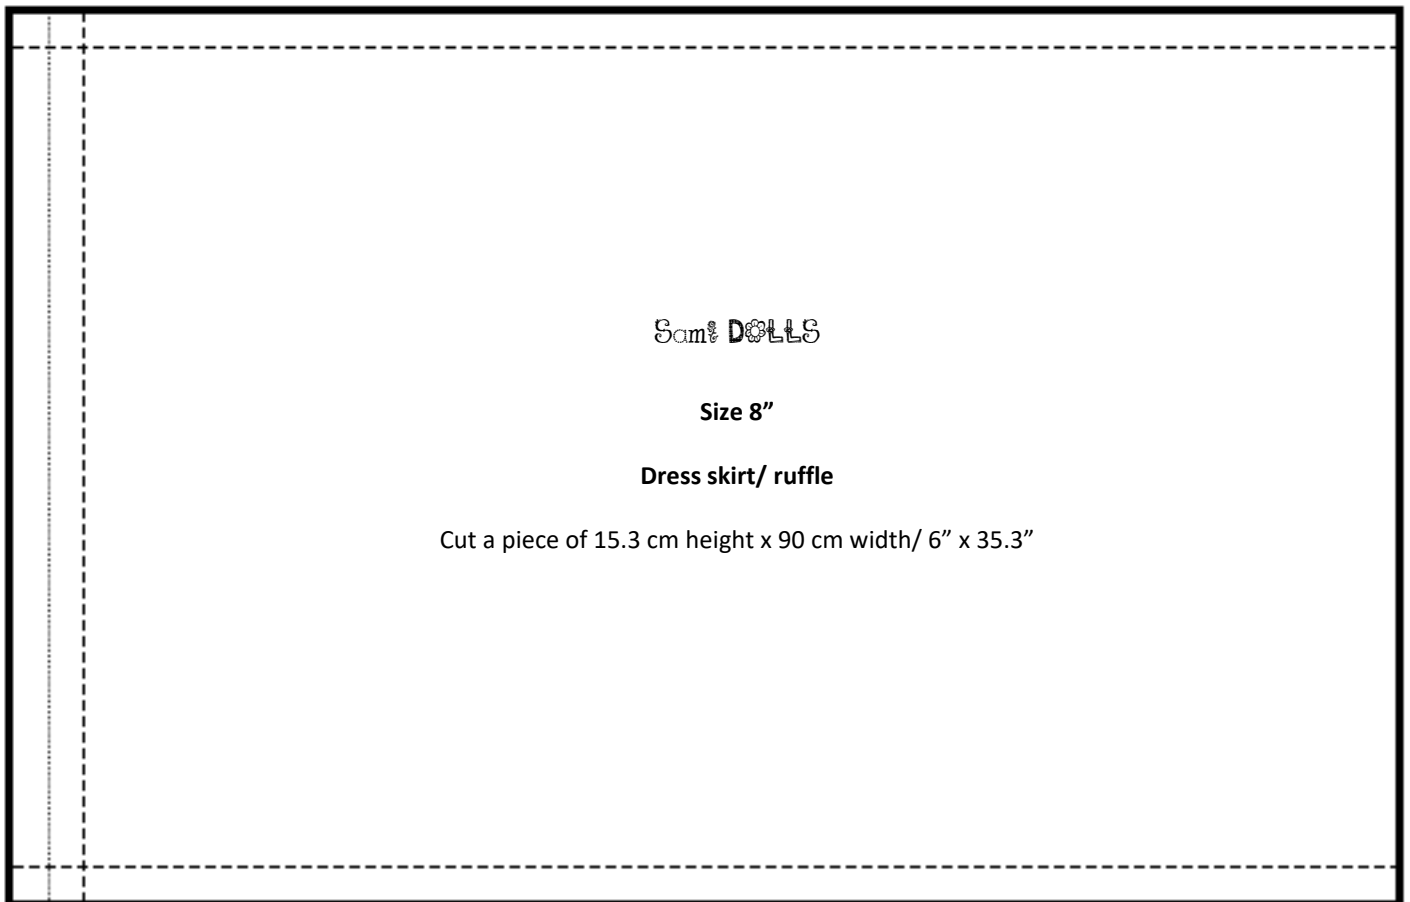 Sami DOLLS
Size 8”
Dress skirt/ ruffle
Cut a piece of 15.3 cm height x 90 cm width/ 6” x 35.3”